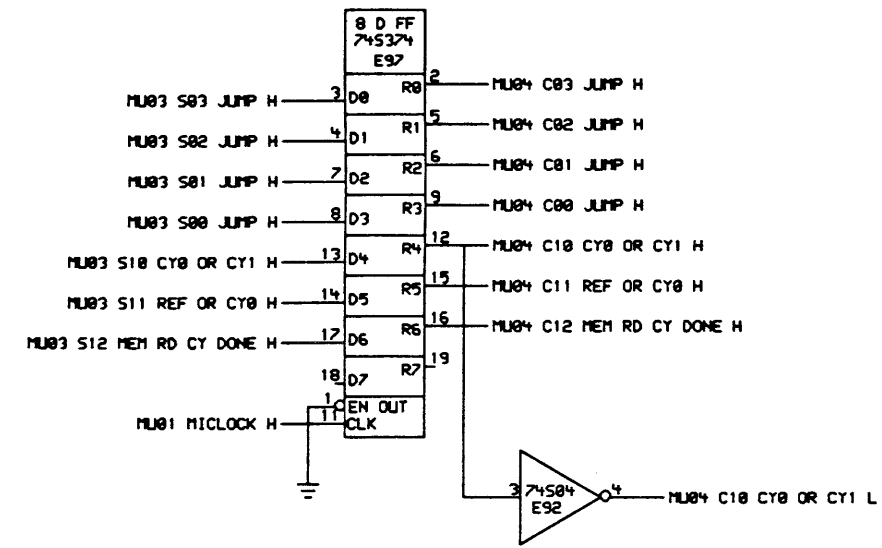 8 D FF
74S374
E97
MU03 S03 JUMP H 3 D0 R0 2 MU04 C03 JUMP H
MU03 S02 JUMP H 4 D1 R1 5 MU04 C02 JUMP H
MU03 S01 JUMP H 7 D2 R2 6 MU04 C01 JUMP H
MU03 S00 JUMP H 8 D3 R3 9 MU04 C00 JUMP H
MU03 S10 CY0 OR CY1 H 13 D4 R4 12 MU04 C10 CY0 OR CY1 H
MU03 S11 REF OR CY0 H 14 D5 R5 15 MU04 C11 REF OR CY0 H
MU03 S12 MEM RD CY DONE H 17 D6 R6 16 MU04 C12 MEM RD CY DONE H
18 D7 R7 19
1 EN OUT
MU01 MICLOCK H 11 CLK
3 74S04 4 MU04 C10 CY0 OR CY1 L
E92